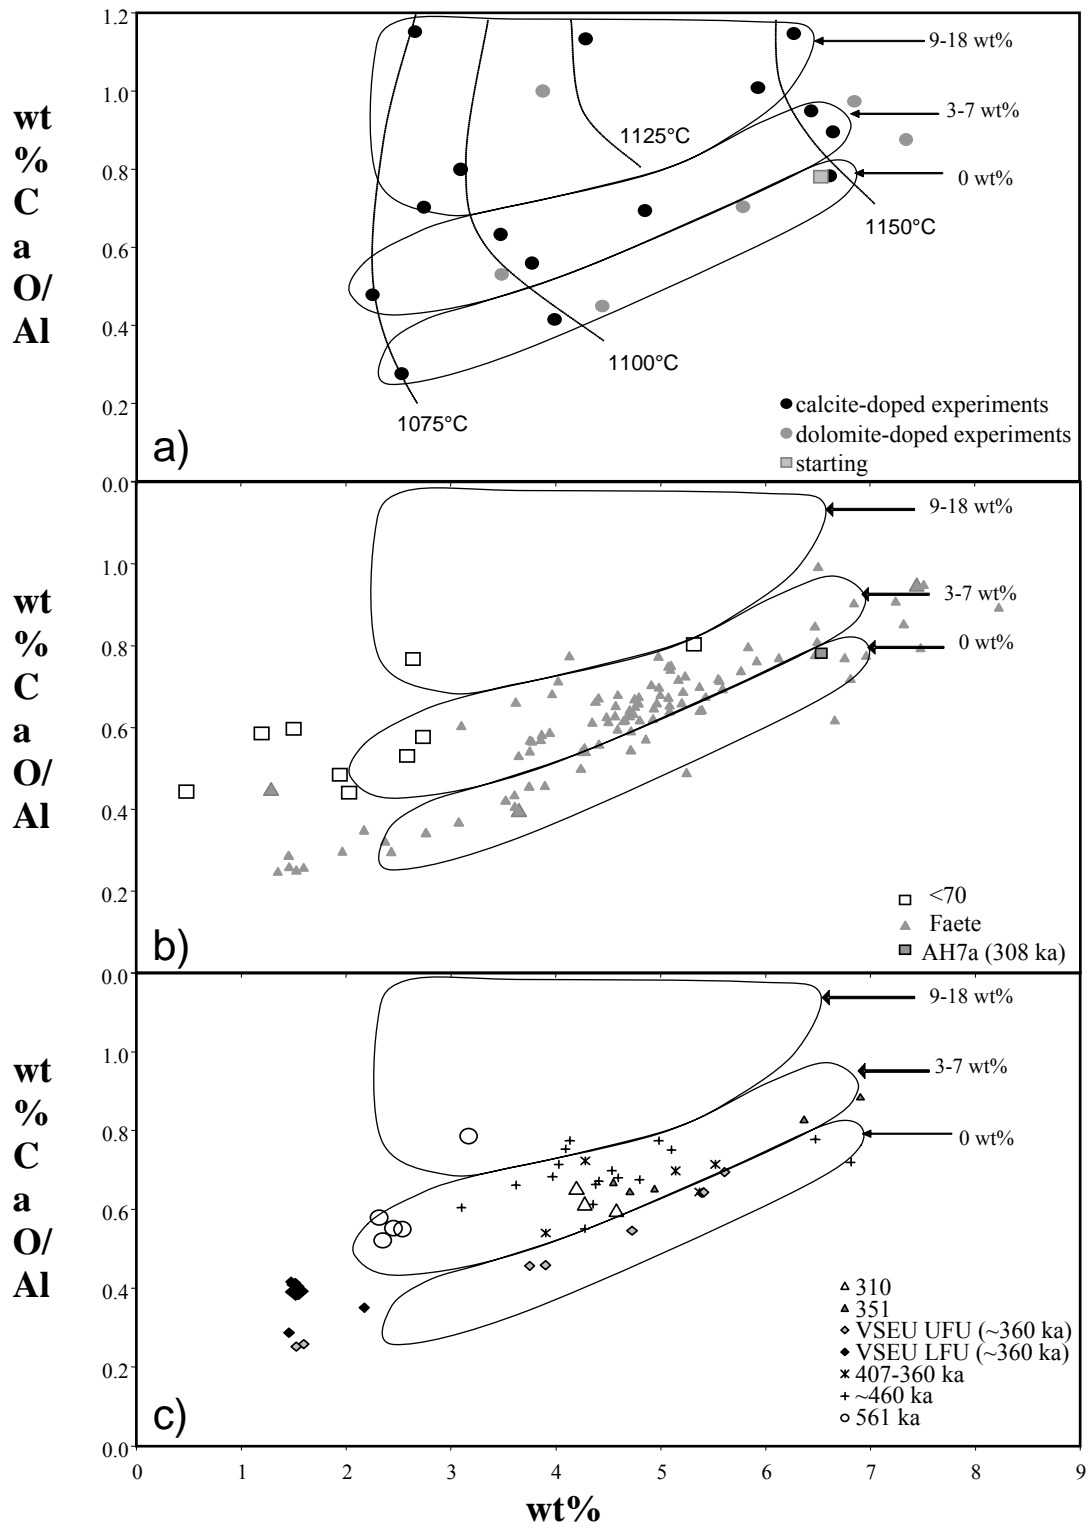 1.2
1.0
0.8
0.6
0.4
0.2
wt
%
C
a
O/
Al
9-18 wt%
3-7 wt%
0 wt%
1125°C
1150°C
1100°C
1075°C
calcite-doped experiments
dolomite-doped experiments
starting
a)
0.0
1.0
0.8
0.6
0.4
0.2
wt
%
C
a
O/
Al
9-18 wt%
3-7 wt%
0 wt%
<70
Faete
AH7a (308 ka)
b)
0.0
1.0
0.8
0.6
0.4
0.2
0.0
wt
%
C
a
O/
Al
9-18 wt%
3-7 wt%
0 wt%
310
351
VSEU UFU (~360 ka)
VSEU LFU (~360 ka)
407-360 ka
~460 ka
561 ka
c)
0 1 2 3 4 5 6 7 8 9
wt%